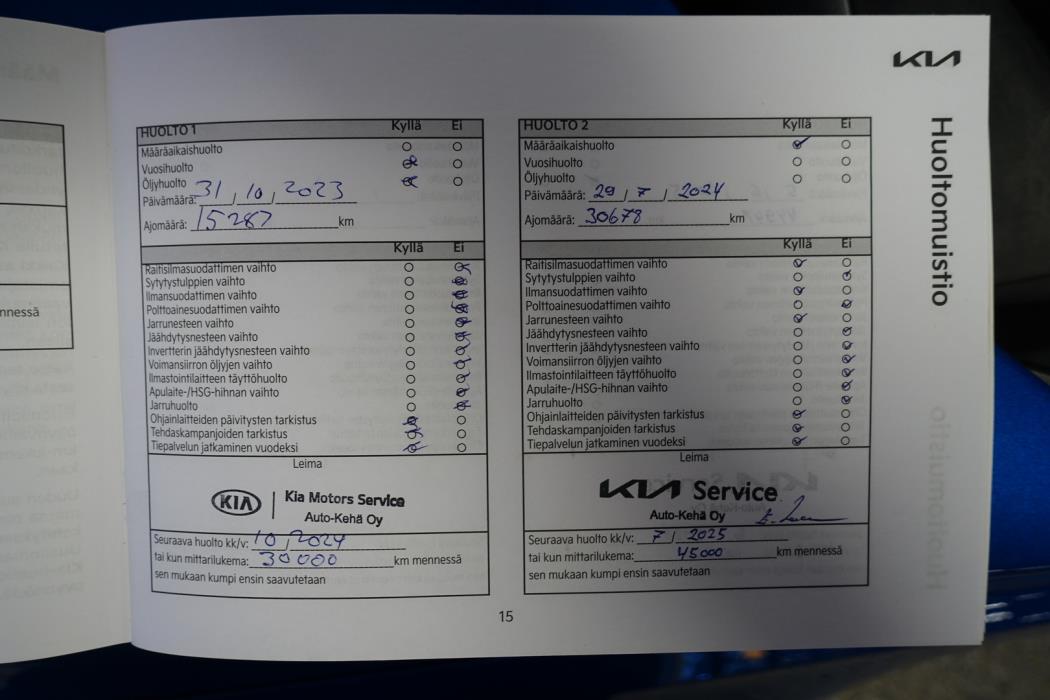 KIA
Huoltomuistio
HUOLTO 1 Kyllä Ei
Määräaikaishuolto
Vuosihuolto
Öljyhuolto
Päivämäärä: 31 / 10 / 2023
Ajomäärä: 15287 km
Kyllä Ei
Raitisilmasuodattimen vaihto
Sytytystulppien vaihto
Ilmansuodattimen vaihto
Polttoainesuodattimen vaihto
Jarrunesteen vaihto
Jäähdytysnesteen vaihto
Invertterin jäähdytysnesteen vaihto
Voimansiirron öljyjen vaihto
Ilmastointilaitteen täyttöhuolto
Apulaite-/HSG-hihnan vaihto
Jarruhuolto
Ohjainlaitteiden päivitysten tarkistus
Tehdaskampanjoiden tarkistus
Tiepalvelun jatkaminen vuodeksi
Leima
KIA Kia Motors Service
Auto-Kehä Oy
Seuraava huolto kk/v: 10 / 2024
tai kun mittarilukema: 30000 km mennessä
sen mukaan kumpi ensin saavutetaan
HUOLTO 2 Kyllä Ei
Määräaikaishuolto
Vuosihuolto
Öljyhuolto
Päivämäärä: 29 / 7 / 2024
Ajomäärä: 30678 km
Kyllä Ei
Raitisilmasuodattimen vaihto
Sytytystulppien vaihto
Ilmansuodattimen vaihto
Polttoainesuodattimen vaihto
Jarrunesteen vaihto
Jäähdytysnesteen vaihto
Invertterin jäähdytysnesteen vaihto
Voimansiirron öljyjen vaihto
Ilmastointilaitteen täyttöhuolto
Apulaite-/HSG-hihnan vaihto
Jarruhuolto
Ohjainlaitteiden päivitysten tarkistus
Tehdaskampanjoiden tarkistus
Tiepalvelun jatkaminen vuodeksi
Leima
KIA Service
Auto-Kehä Oy
Seuraava huolto kk/v: 7 / 2025
tai kun mittarilukema: 45000 km mennessä
sen mukaan kumpi ensin saavutetaan
15
nnessä